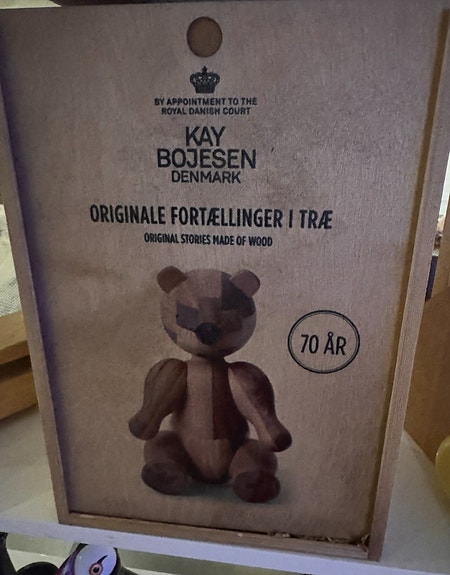 BY APPOINTMENT TO THE
ROYAL DANISH COURT
KAY
BOJESEN
DENMARK
ORIGINALE FORTÆLLINGER I TRÆ
ORIGINAL STORIES MADE OF WOOD
70 ÅR